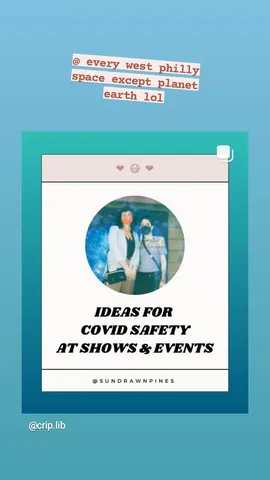 @ every west philly
space except planet
earth lol
IDEAS FOR
COVID SAFETY
AT SHOWS & EVENTS
@SUNDRAWNPINES
@crip.lib